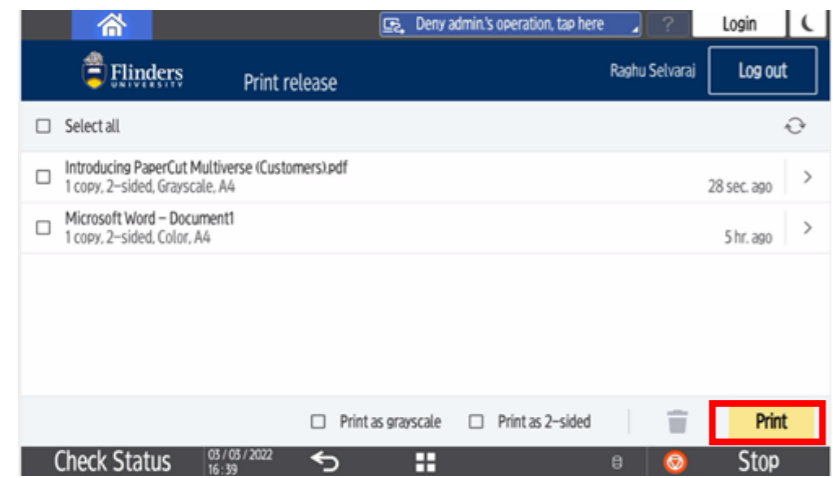 Deny admin.'s operation, tap here ? Login
Flinders
UNIVERSITY
Print release
Raghu Selvaraj
Log out
Select all
Introducing PaperCut Multiverse (Customers).pdf
1 copy, 2-sided, Grayscale, A4
28 sec. ago
Microsoft Word - Document1
1 copy, 2-sided, Color, A4
5 hr. ago
Print as grayscale
Print as 2-sided
Print
Check Status
03/03/2022
16:39
Stop